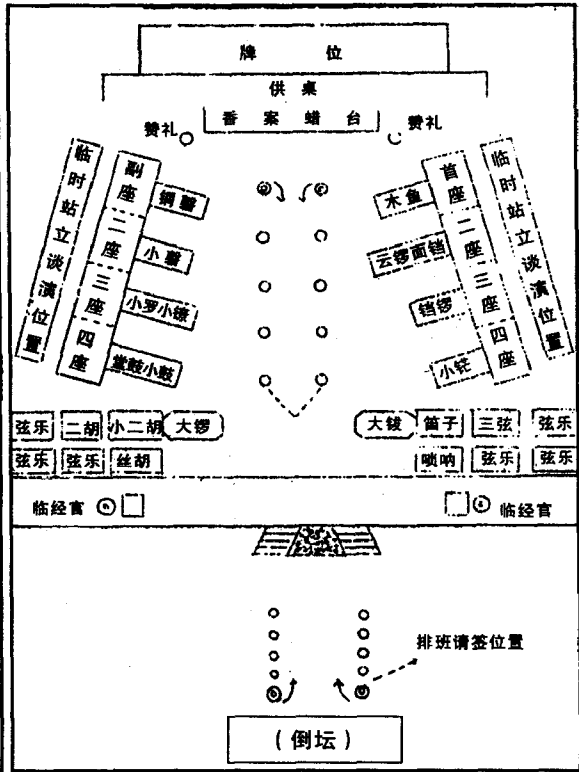 牌 位
供 桌
香 案 蜡 台
赞礼
赞礼
临时站立谈演位置
副座
二座
三座
四座
铜磬
小磬
小罗小镲
堂鼓小鼓
木鱼
云锣面铛
铛锣
小铙
首座
二座
三座
四座
临时站立谈演位置
弦乐 二胡 小二胡 大锣 大钹 笛子 三弦 弦乐
弦乐 弦乐 丝胡 唢呐 弦乐 弦乐
临经官 临经官
排班请签位置
(倒坛)